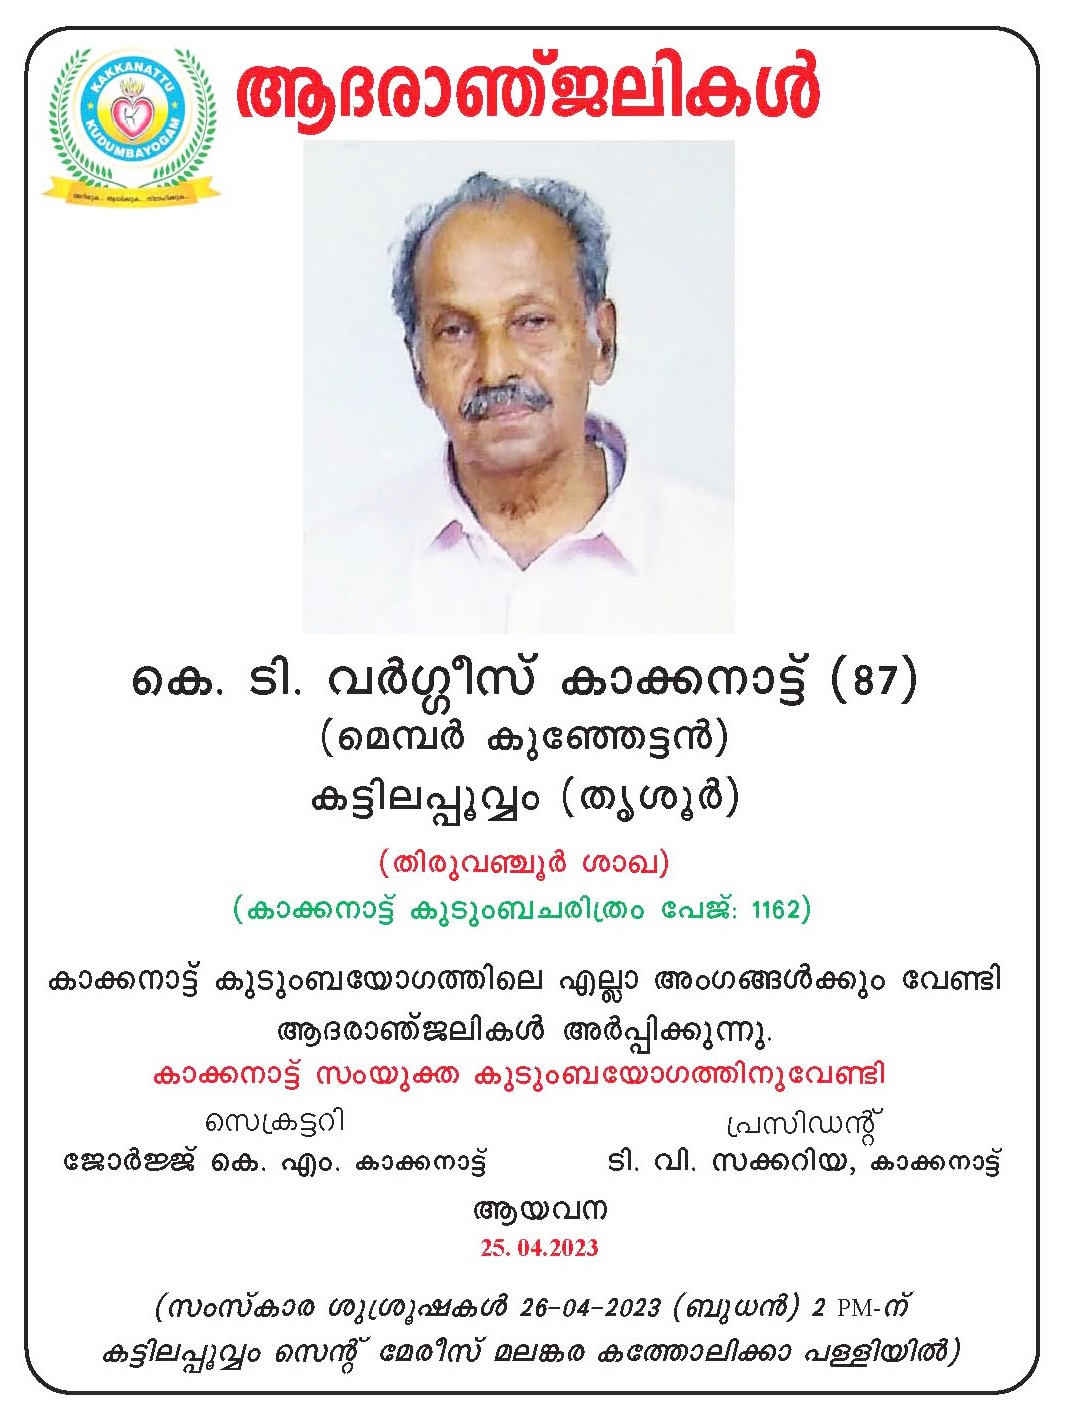 ആദരാഞ്ജലികൾ
KAKKANATTU
KUDUMBAYOGAM
കെ. ടി. വർഗ്ഗീസ് കാക്കനാട്ട് (87)
(മെമ്പർ കുഞ്ഞേട്ടൻ)
കട്ടിലപ്പൂവ്വം (തൃശൂർ)
(തിരുവഞ്ചൂർ ശാഖ)
(കാക്കനാട്ട് കുടുംബചരിത്രം പേജ്: 1162)
കാക്കനാട്ട് കുടുംബയോഗത്തിലെ എല്ലാ അംഗങ്ങൾക്കും വേണ്ടി
ആദരാഞ്ജലികൾ അർപ്പിക്കുന്നു.
കാക്കനാട്ട് സംയുക്ത കുടുംബയോഗത്തിനുവേണ്ടി
സെക്രട്ടറി പ്രസിഡന്റ്
ജോർജ്ജ് കെ. എം. കാക്കനാട്ട് ടി. വി. സക്കറിയ, കാക്കനാട്ട്
ആയവന
25. 04.2023
(സംസ്കാര ശുശ്രൂഷകൾ 26-04-2023 (ബുധൻ) 2 PM-ന്
കട്ടിലപ്പൂവ്വം സെന്റ് മേരീസ് മലങ്കര കത്തോലിക്കാ പള്ളിയിൽ)